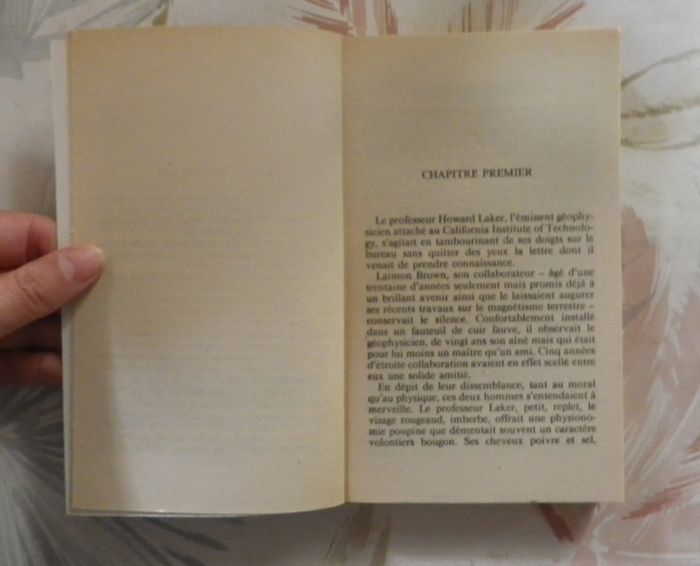 CHAPITRE PREMIER
Le professeur Howard Laker, l'éminent géophy-
sicien attaché au California Institute of Technolo-
gy, s'agitait en tambourinant de ses doigts sur le
bureau sans quitter des yeux la lettre dont il
venait de prendre connaissance.
Laimon Brown, son collaborateur – âgé d'une
trentaine d'années seulement mais promis déjà à
un brillant avenir ainsi que le laissaient augurer
ses récents travaux sur le magnétisme terrestre –
conservait le silence. Confortablement installé
dans un fauteuil de cuir fauve, il observait le
géophysicien, de vingt ans son aîné mais qui était
pour lui moins un maître qu'un ami. Cinq années
d'étroite collaboration avaient en effet scellé entre
eux une solide amitié.
En dépit de leur dissemblance, tant au moral
qu'au physique, ces deux hommes s'entendaient à
merveille. Le professeur Laker, petit, replet, le
visage rougeaud, imberbe, offrait une physiono-
mie poupine que démentait souvent un caractère
volontiers bougon. Ses cheveux poivre et sel,